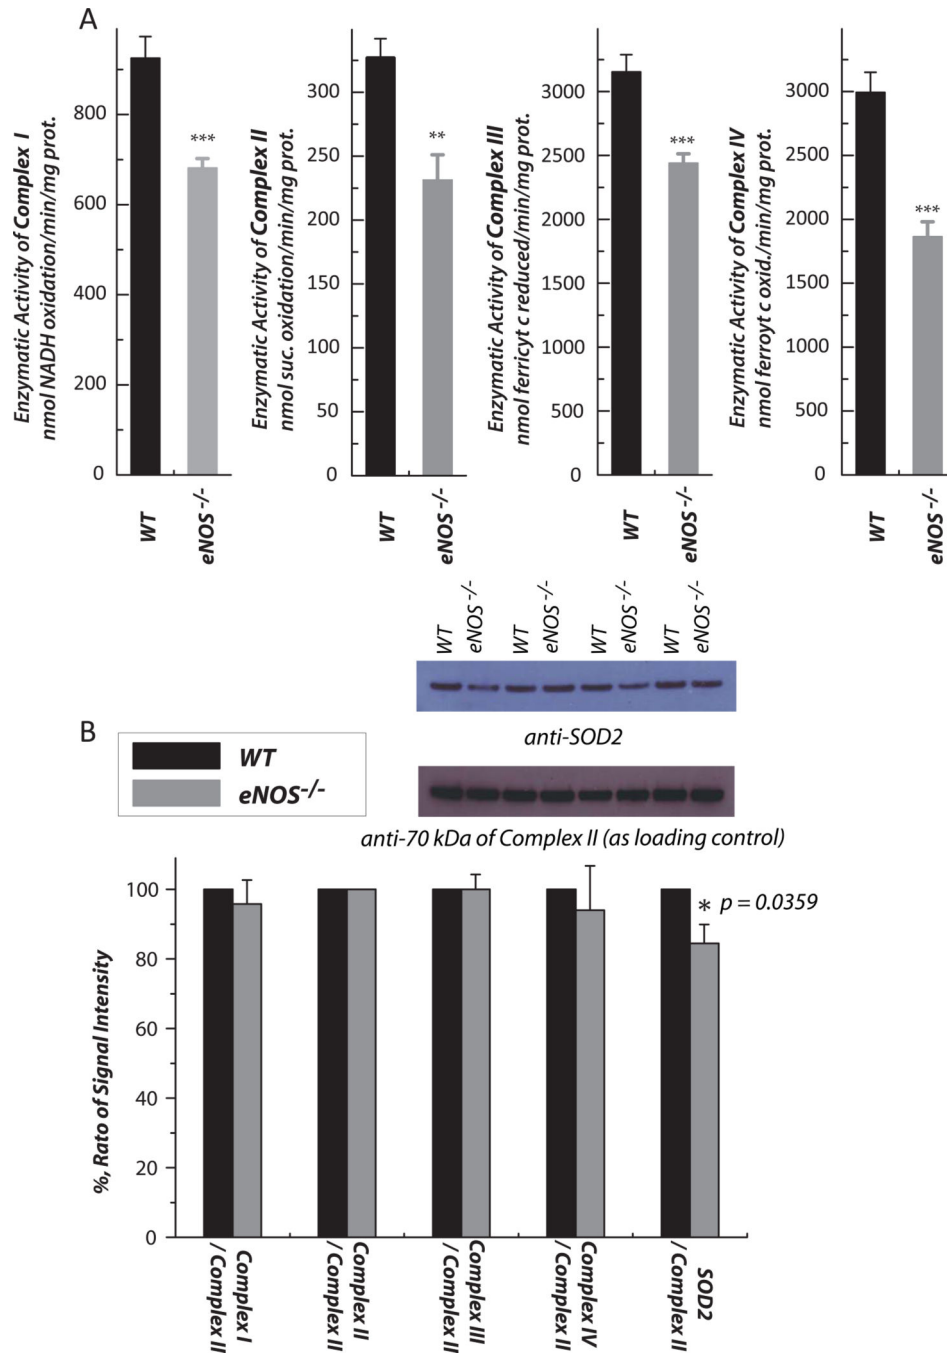 A
Enzymatic Activity of Complex I
nmol NADH oxidation/min/mg prot.
800
600
400
200
0
***
WT
eNOS -/-
Enzymatic Activity of Complex II
nmol suc. oxidation/min/mg prot.
300
250
200
150
100
50
0
**
WT
eNOS -/-
Enzymatic Activity of Complex III
nmol ferricyt c reduced/min/mg prot.
3000
2500
2000
1500
1000
500
0
***
WT
eNOS -/-
Enzymatic Activity of Complex IV
nmol ferroyt c oxid./min/mg prot.
3000
2500
2000
1500
1000
500
0
***
WT
eNOS -/-
WT
eNOS -/-
WT
eNOS -/-
WT
eNOS -/-
WT
eNOS -/-
anti-SOD2
B
WT
eNOS-/-
anti-70 kDa of Complex II (as loading control)
%, Rato of Signal Intensity
100
80
60
40
20
0
* p = 0.0359
Complex I
/ Complex II
Complex II
/ Complex II
Complex III
/ Complex II
Complex IV
/ Complex II
SOD2
/ Complex II